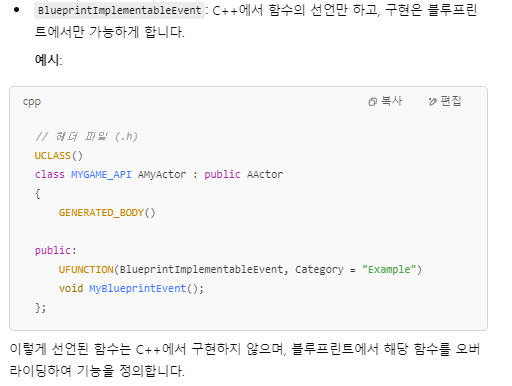 • BlueprintImplementableEvent: C++에서 함수의 선언만 하고, 구현은 블루프린
트에서만 가능하게 합니다.
예시:
cpp 복사 편집
// 헤더 파일 (.h)
UCLASS()
class MYGAME_API AMyActor : public AActor
{
    GENERATED_BODY()

public:
    UFUNCTION(BlueprintImplementableEvent, Category = "Example")
    void MyBlueprintEvent();
};
이렇게 선언된 함수는 C++에서 구현하지 않으며, 블루프린트에서 해당 함수를 오버
라이딩하여 기능을 정의합니다.